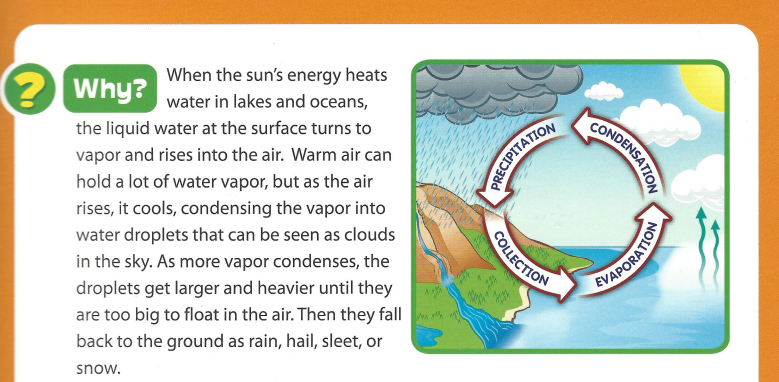 ?
Why?
When the sun's energy heats
water in lakes and oceans,
the liquid water at the surface turns to
vapor and rises into the air. Warm air can
hold a lot of water vapor, but as the air
rises, it cools, condensing the vapor into
water droplets that can be seen as clouds
in the sky. As more vapor condenses, the
droplets get larger and heavier until they
are too big to float in the air. Then they fall
back to the ground as rain, hail, sleet, or
snow.
PRECIPITATION
CONDENSATION
COLLECTION
EVAPORATION